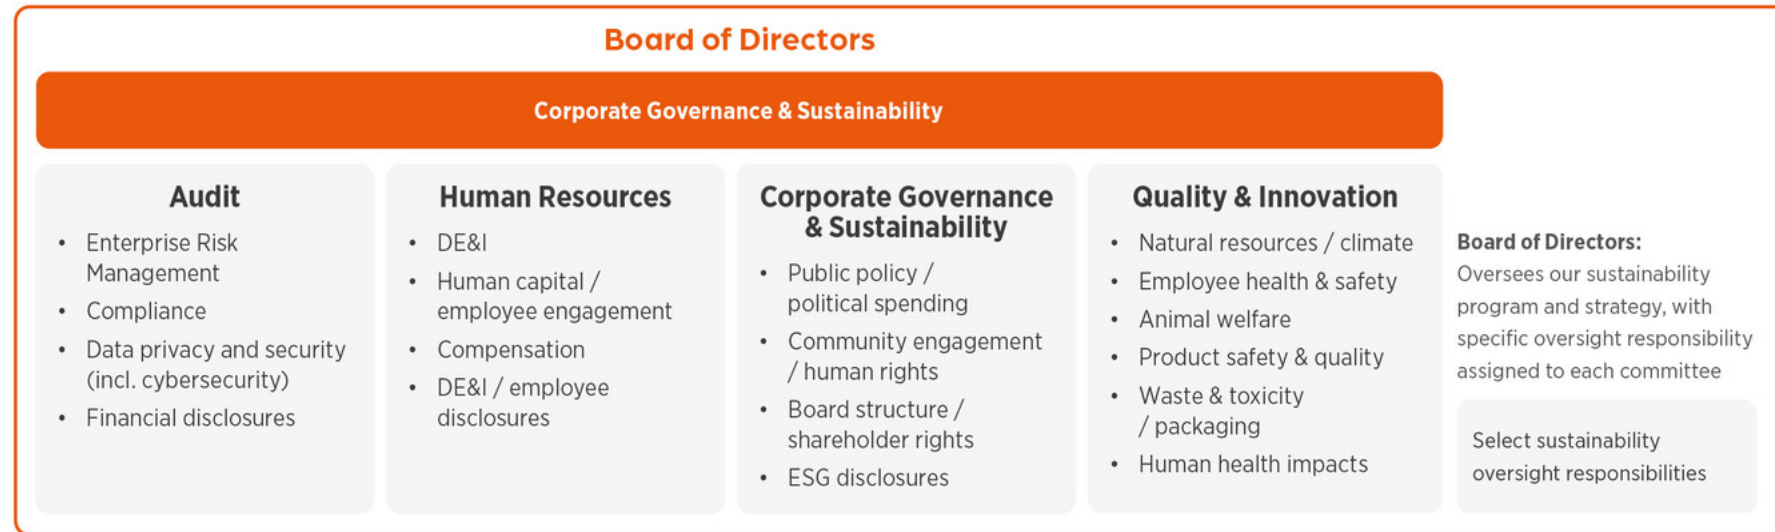 Board of Directors
Corporate Governance & Sustainability
Audit
• Enterprise Risk
Management
• Compliance
• Data privacy and security
(incl. cybersecurity)
• Financial disclosures
Human Resources
• DE&I
• Human capital /
employee engagement
• Compensation
• DE&I / employee
disclosures
Corporate Governance
& Sustainability
• Public policy /
political spending
• Community engagement
/ human rights
• Board structure /
shareholder rights
• ESG disclosures
Quality & Innovation
• Natural resources / climate
• Employee health & safety
• Animal welfare
• Product safety & quality
• Waste & toxicity
/ packaging
• Human health impacts
Board of Directors:
Oversees our sustainability
program and strategy, with
specific oversight responsibility
assigned to each committee
Select sustainability
oversight responsibilities